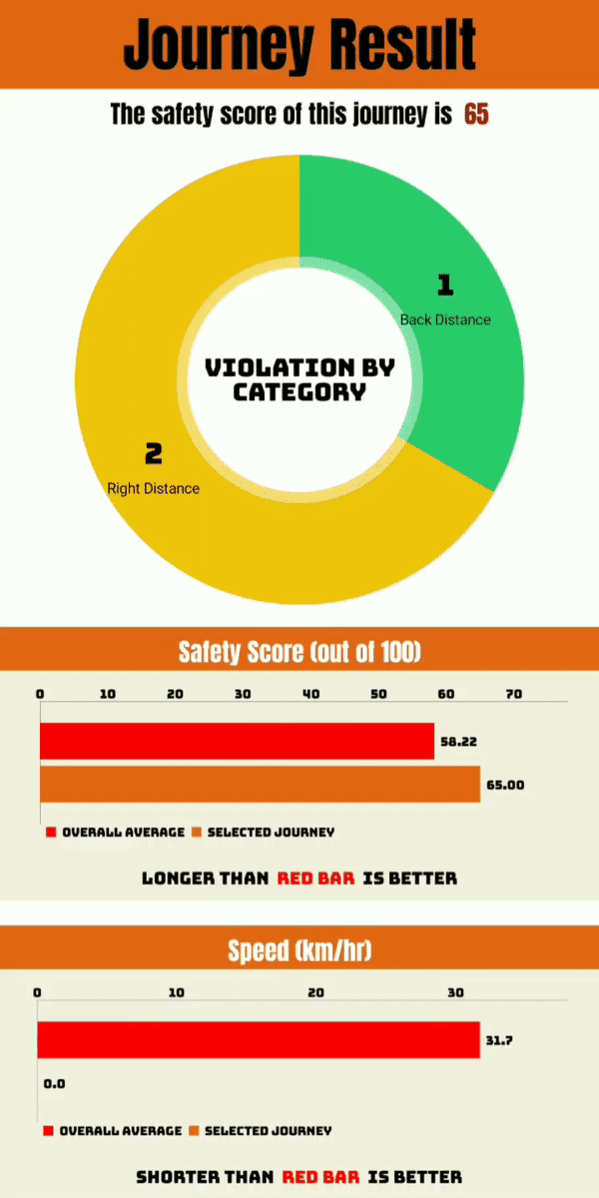 Journey Result
The safety score of this journey is 65
1
Back Distance
VIOLATION BY
CATEGORY
2
Right Distance
Safety Score (out of 100)
0 10 20 30 40 50 60 70
58.22
65.00
OVERALL AVERAGE SELECTED JOURNEY
LONGER THAN RED BAR IS BETTER
Speed (km/hr)
0 10 20 30
31.7
0.0
OVERALL AVERAGE SELECTED JOURNEY
SHORTER THAN RED BAR IS BETTER